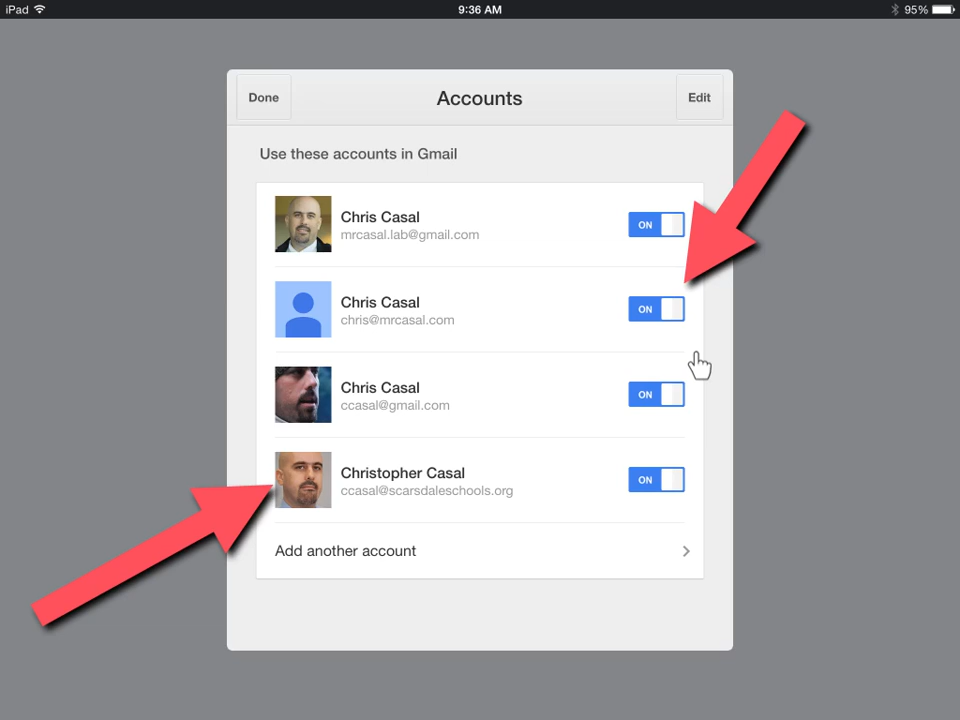 iPad 9:36 AM 95%
Done Accounts Edit
Use these accounts in Gmail
Chris Casal
mrcasal.lab@gmail.com
ON
Chris Casal
chris@mrcasal.com
ON
Chris Casal
ccasal@gmail.com
ON
Christopher Casal
ccasal@scarsdaleschools.org
ON
Add another account